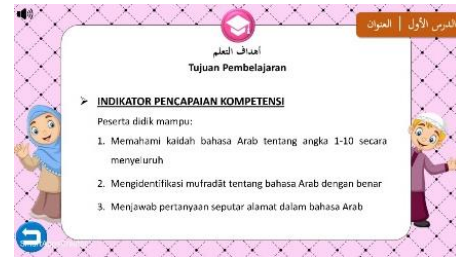 الدرس الأول | العنوان
أهداف التعلم
Tujuan Pembelajaran
➤ INDIKATOR PENCAPAIAN KOMPETENSI
Peserta didik mampu:
1. Memahami kaidah bahasa Arab tentang angka 1-10 secara
menyeluruh
2. Mengidentifikasi mufradāt tentang bahasa Arab dengan benar
3. Menjawab pertanyaan seputar alamat dalam bahasa Arab